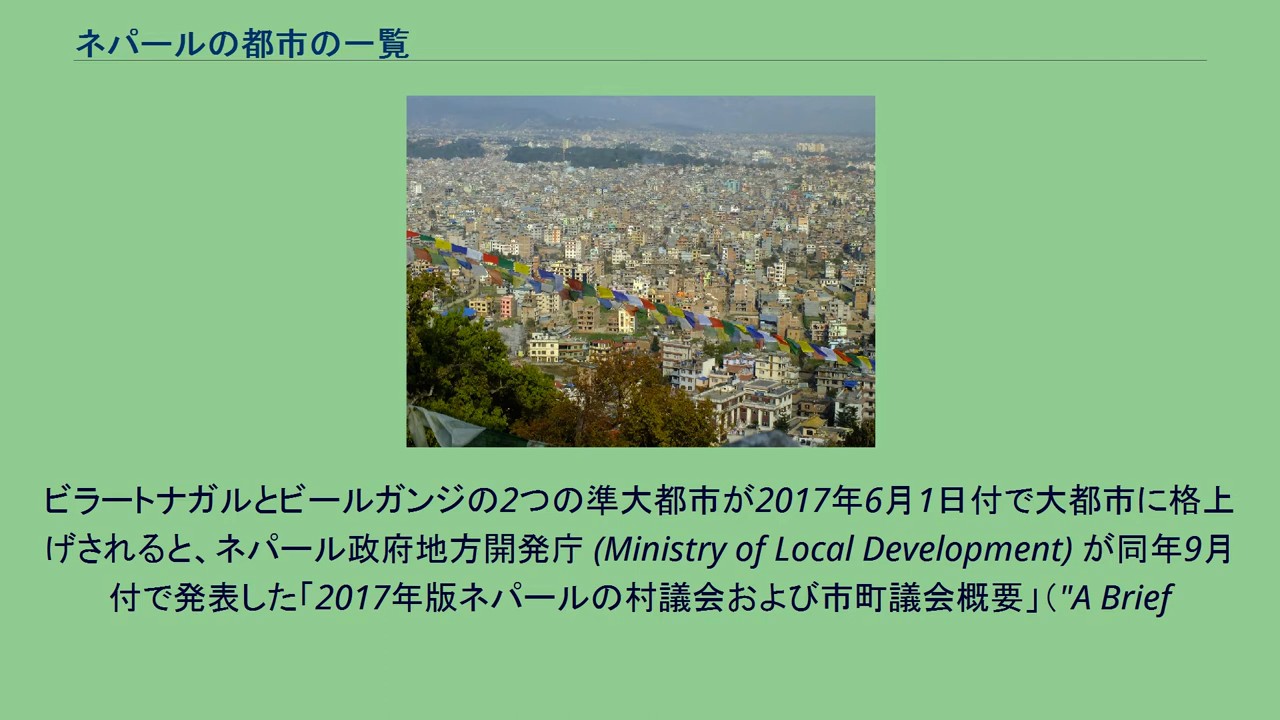 ネパールの都市の一覧
ビラートナガルとビールガンジの2つの準大都市が2017年6月1日付で大都市に格上
げされると、ネパール政府地方開発庁 (Ministry of Local Development) が同年9月
付で発表した「2017年版ネパールの村議会および市町議会概要」（"A Brief